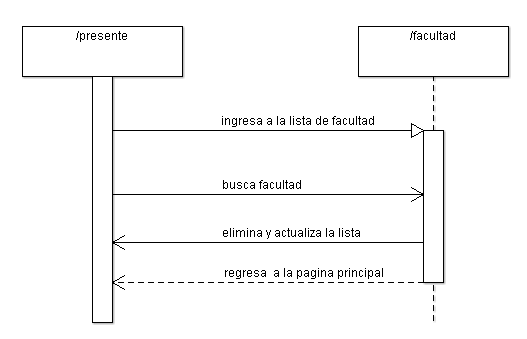 /presente
/facultad
ingresa a la lista de facultad
busca facultad
elimina y actualiza la lista
regresa a la pagina principal